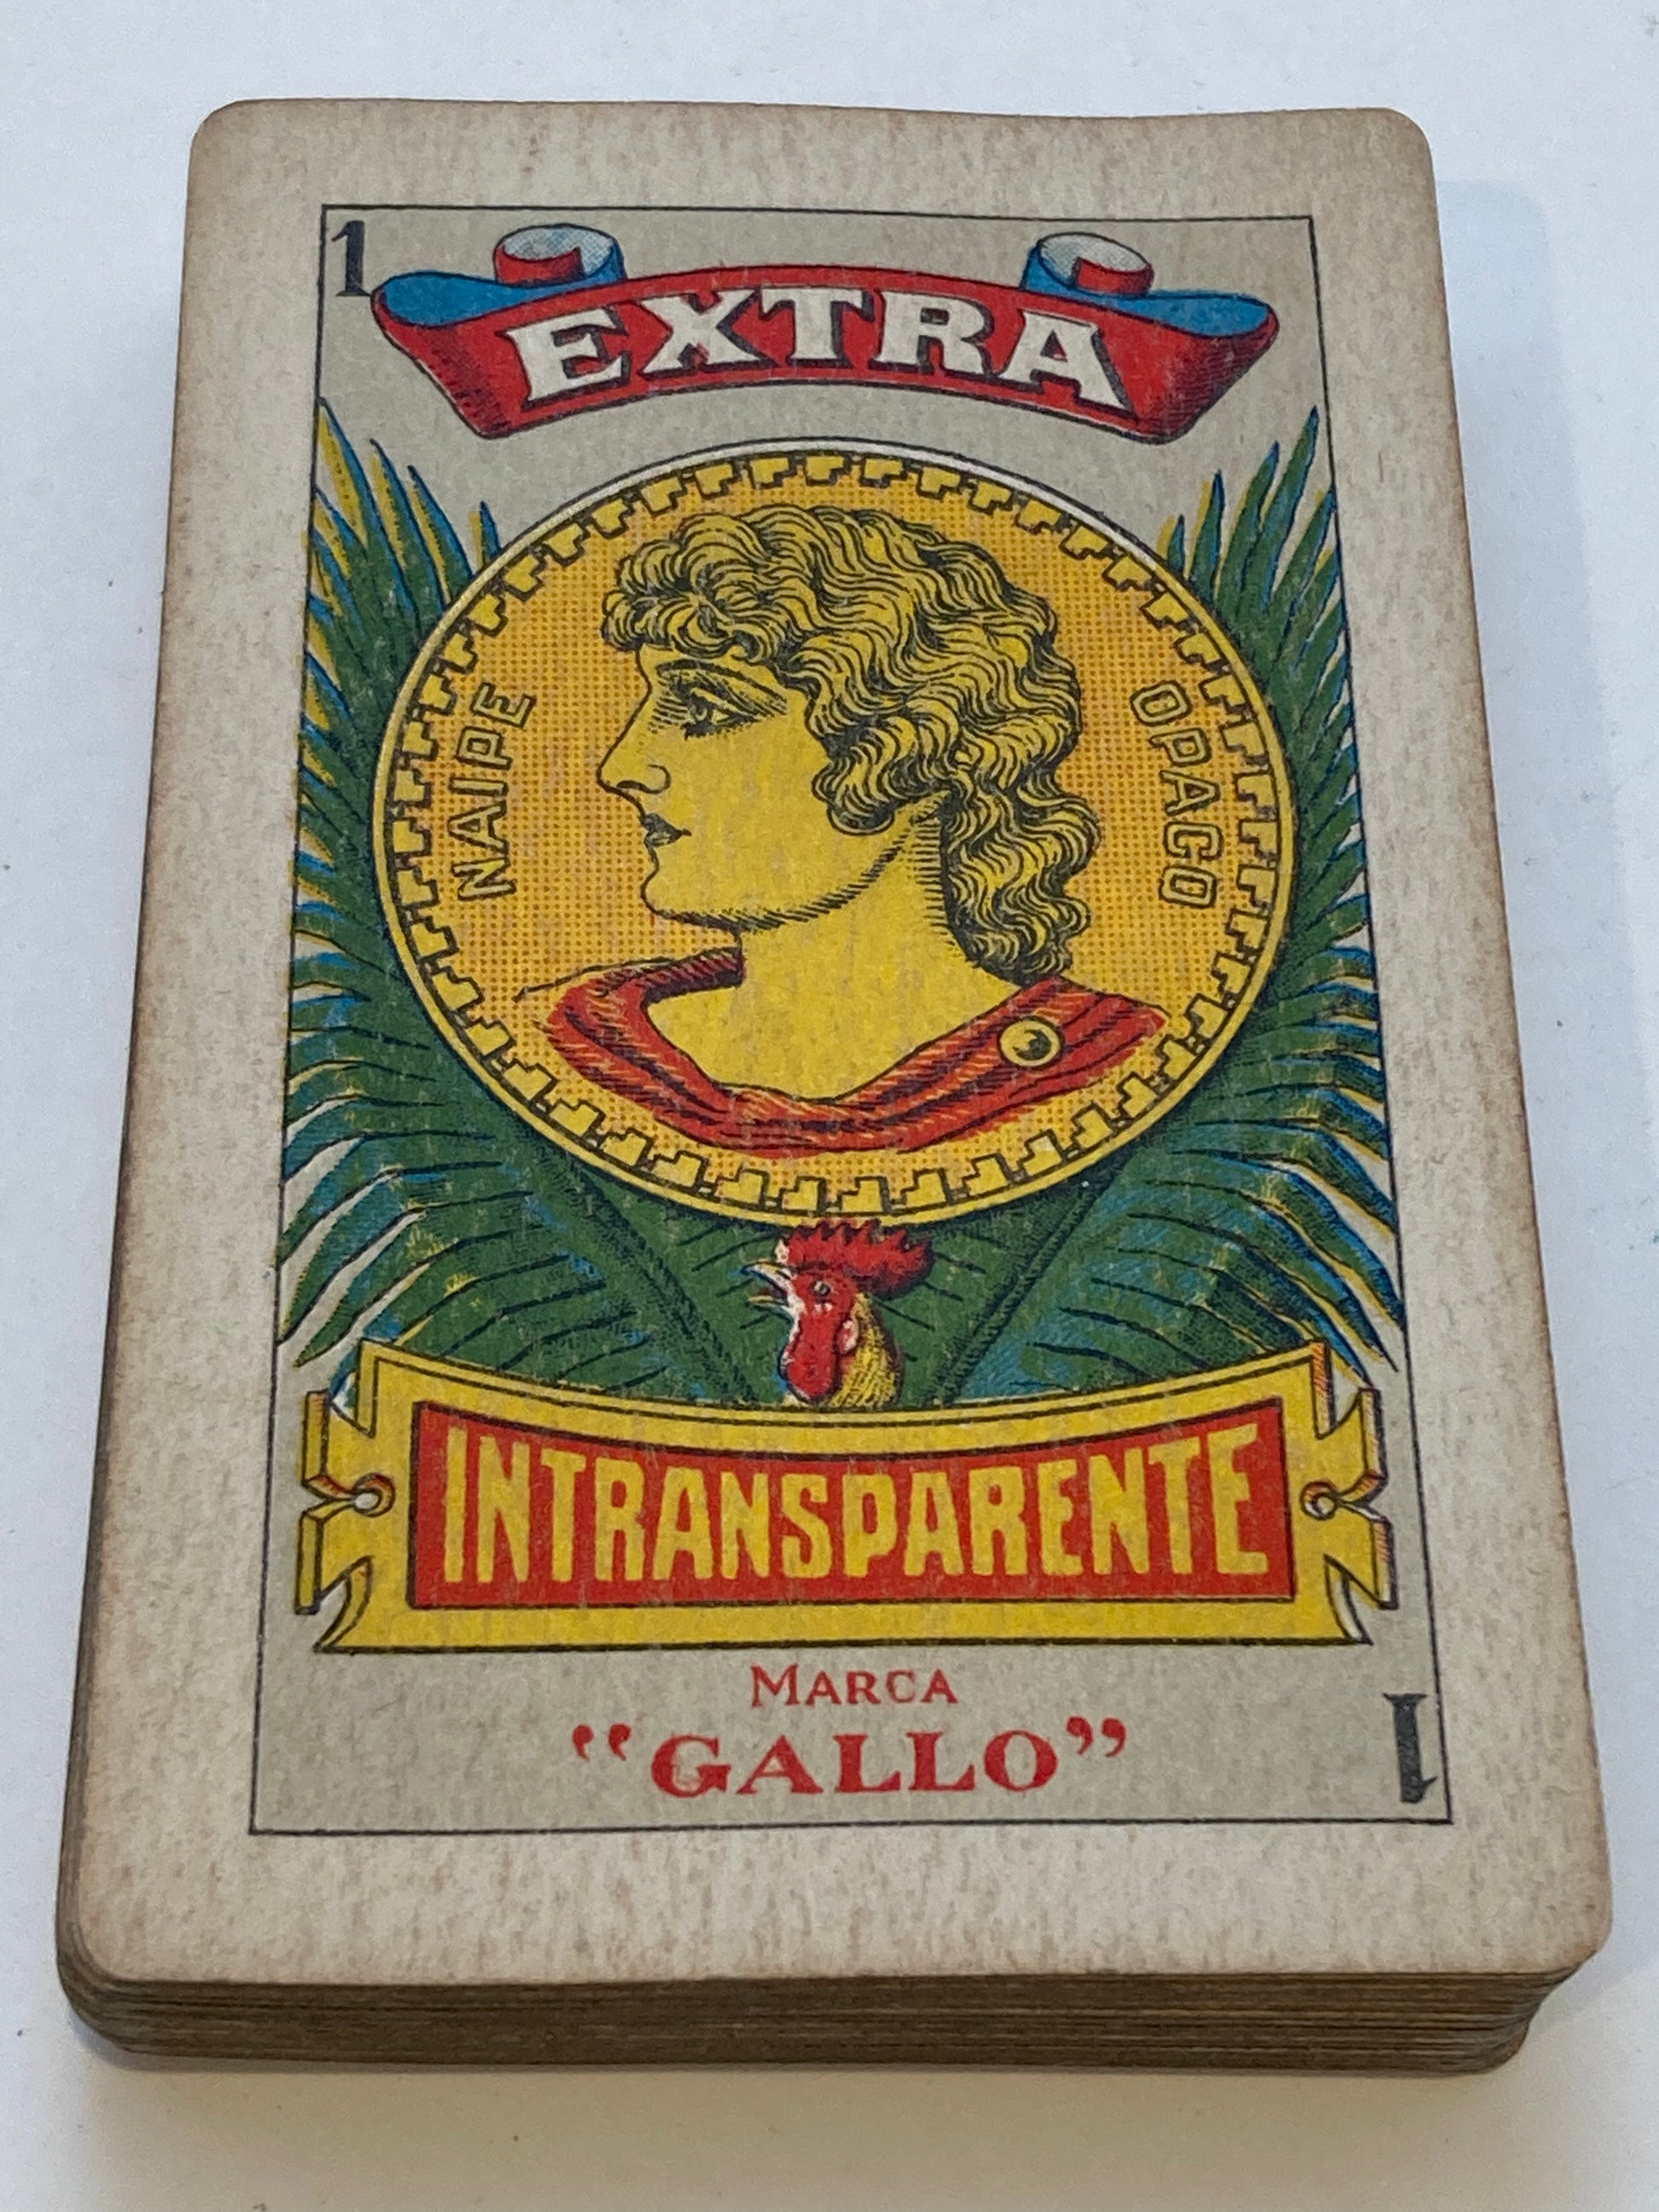 1
EXTRA
NAIPE
OPACO
INTRANSPARENTE
MARCA
“GALLO”
1